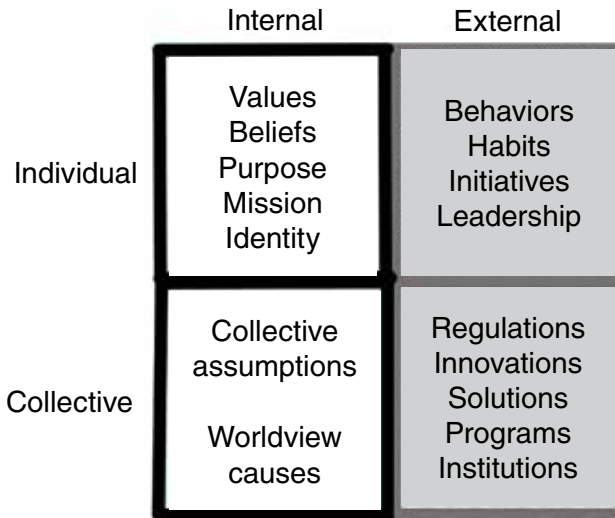 Internal
External
Individual
Values
Beliefs
Purpose
Mission
Identity
Behaviors
Habits
Initiatives
Leadership
Collective
Collective
assumptions
Worldview
causes
Regulations
Innovations
Solutions
Programs
Institutions